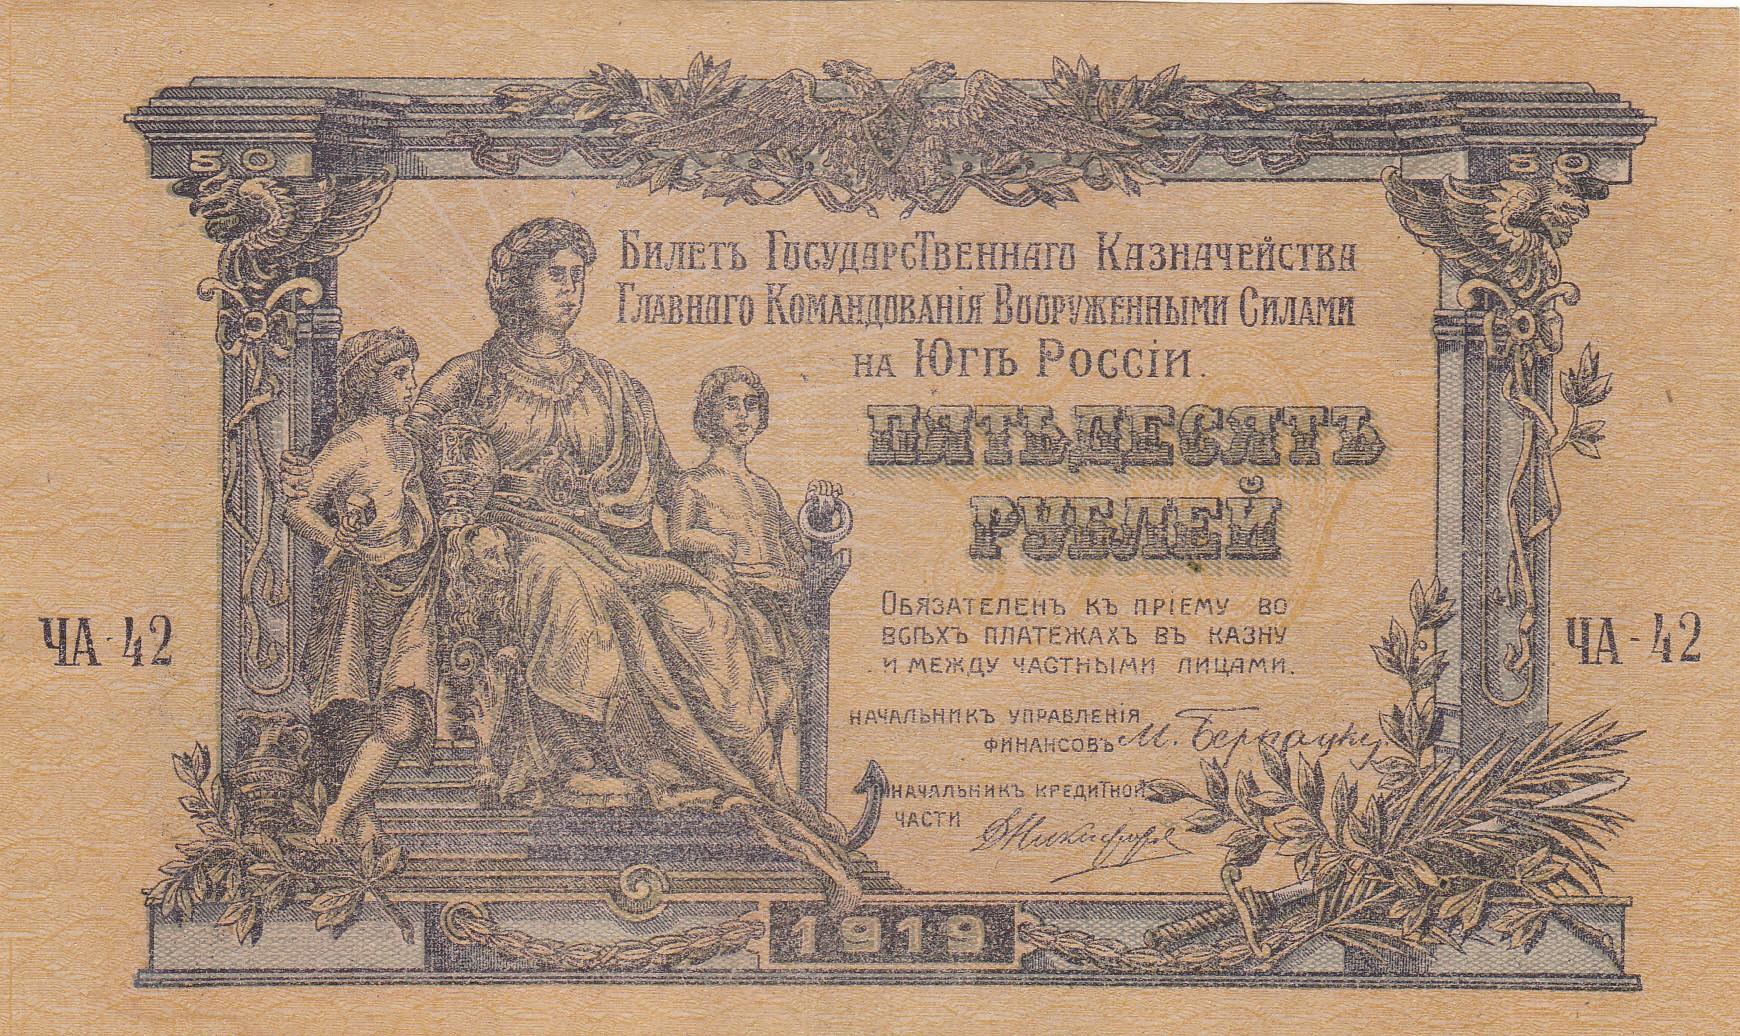 50
50
Билетъ Государственнаго Казначейства
Главнаго Командованія Вооруженными Силами
на Югѣ Россіи.
ПЯТЬДЕСЯТЪ
РУБЛЕЙ
Обязателенъ къ пріему во
всѣхъ платежахъ въ казну
и между частными лицами.
ЧА-42
ЧА-42
Начальникъ Управленія
Финансовъ М. Бернацкій
Начальникъ Кредитной
Части
1919